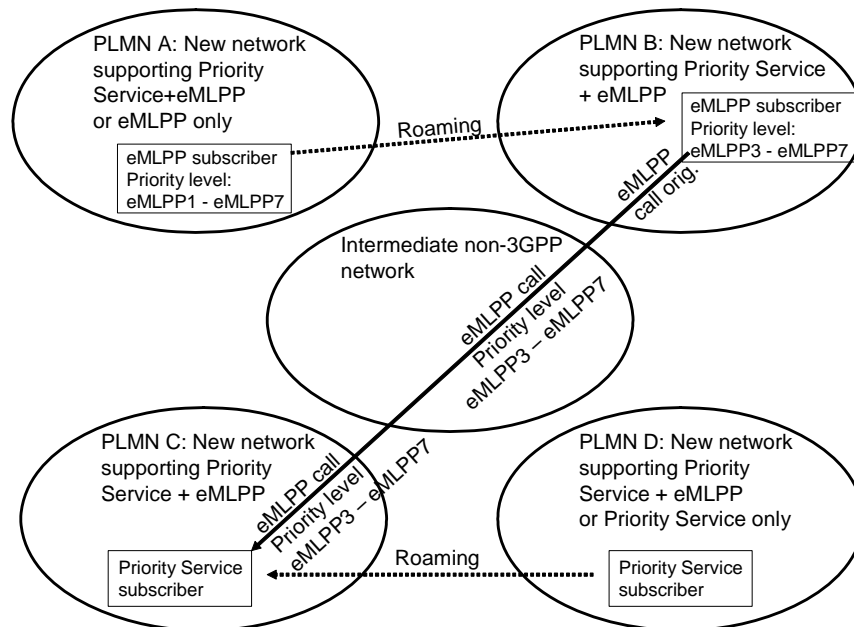 PLMN A: New network
supporting Priority
Service+eMLPP
or eMLPP only
eMLPP subscriber
Priority level:
eMLPP1 - eMLPP7
Roaming
PLMN B: New network
supporting Priority Service
+ eMLPP
eMLPP subscriber
Priority level:
eMLPP3 - eMLPP7
eMLPP
call orig.
Intermediate non-3GPP
network
eMLPP call
Priority level
eMLPP3 – eMLPP7
PLMN C: New network
supporting Priority
Service + eMLPP
eMLPP call
Priority level
eMLPP3 – eMLPP7
Priority Service
subscriber
Roaming
PLMN D: New network
supporting Priority
Service + eMLPP
or Priority Service only
Priority Service
subscriber